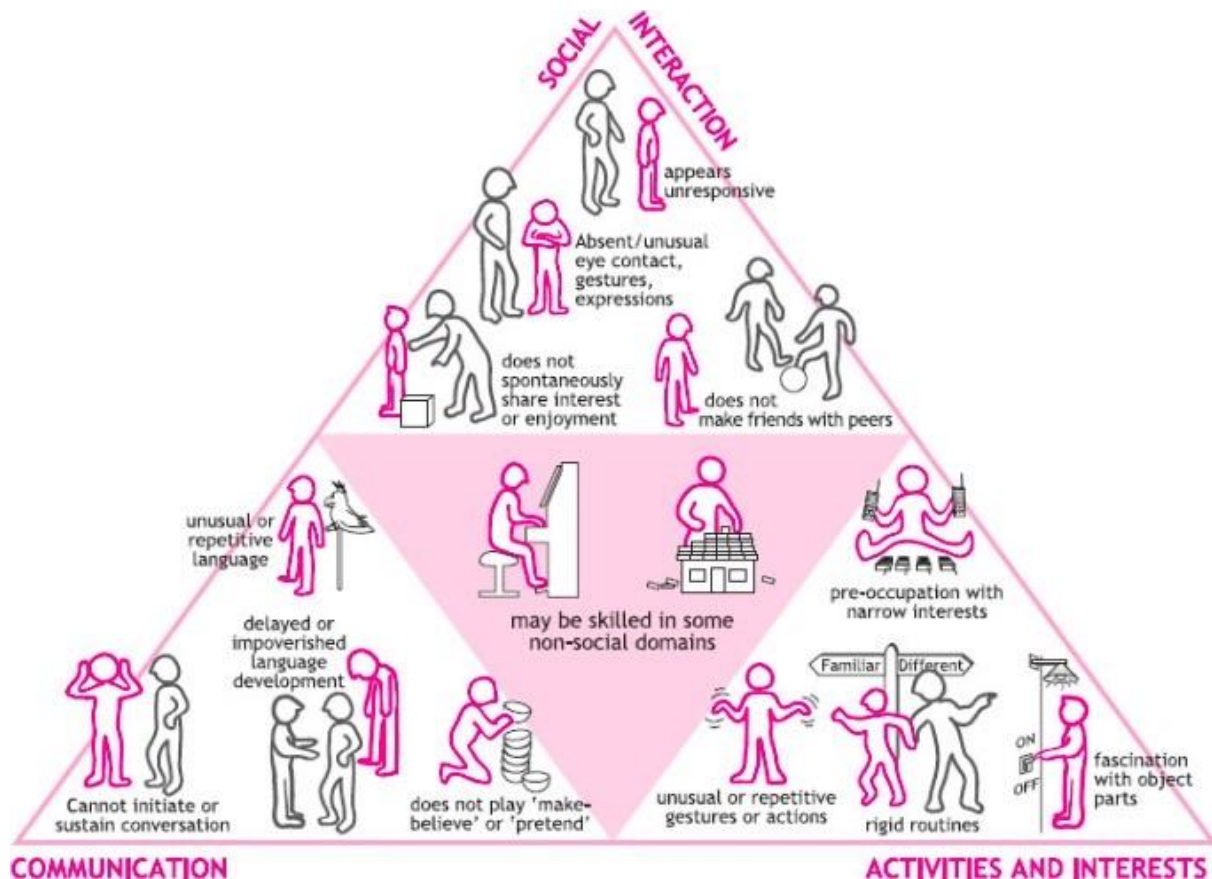 SOCIAL
INTERACTION
appears
unresponsive
Absent/unusual
eye contact,
gestures,
expressions
does not
spontaneously
share interest
or enjoyment
does not
make friends with peers
unusual or
repetitive
language
may be skilled in some
non-social domains
pre-occupation with
narrow interests
delayed or
impoverished
language
development
Familiar
Different
ON
OFF
Cannot initiate or
sustain conversation
does not play 'make-
believe' or 'pretend'
unusual or repetitive
gestures or actions
rigid routines
fascination
with object
parts
COMMUNICATION
ACTIVITIES AND INTERESTS